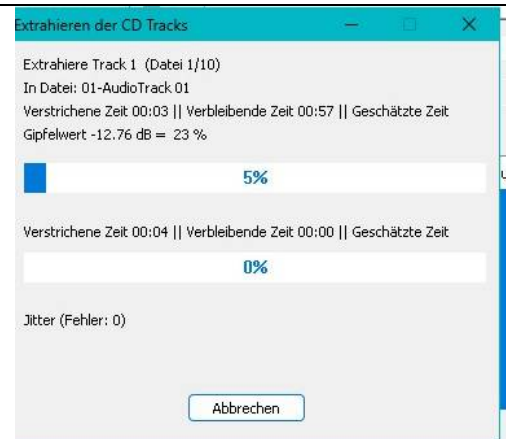 Extrahieren der CD Tracks
Extrahiere Track 1 (Datei 1/10)
In Datei: 01-AudioTrack 01
Verstrichene Zeit 00:03 || Verbleibende Zeit 00:57 || Geschätzte Zeit
Gipfelwert -12.76 dB = 23 %
5%
Verstrichene Zeit 00:04 || Verbleibende Zeit 00:00 || Geschätzte Zeit
0%
Jitter (Fehler: 0)
Abbrechen